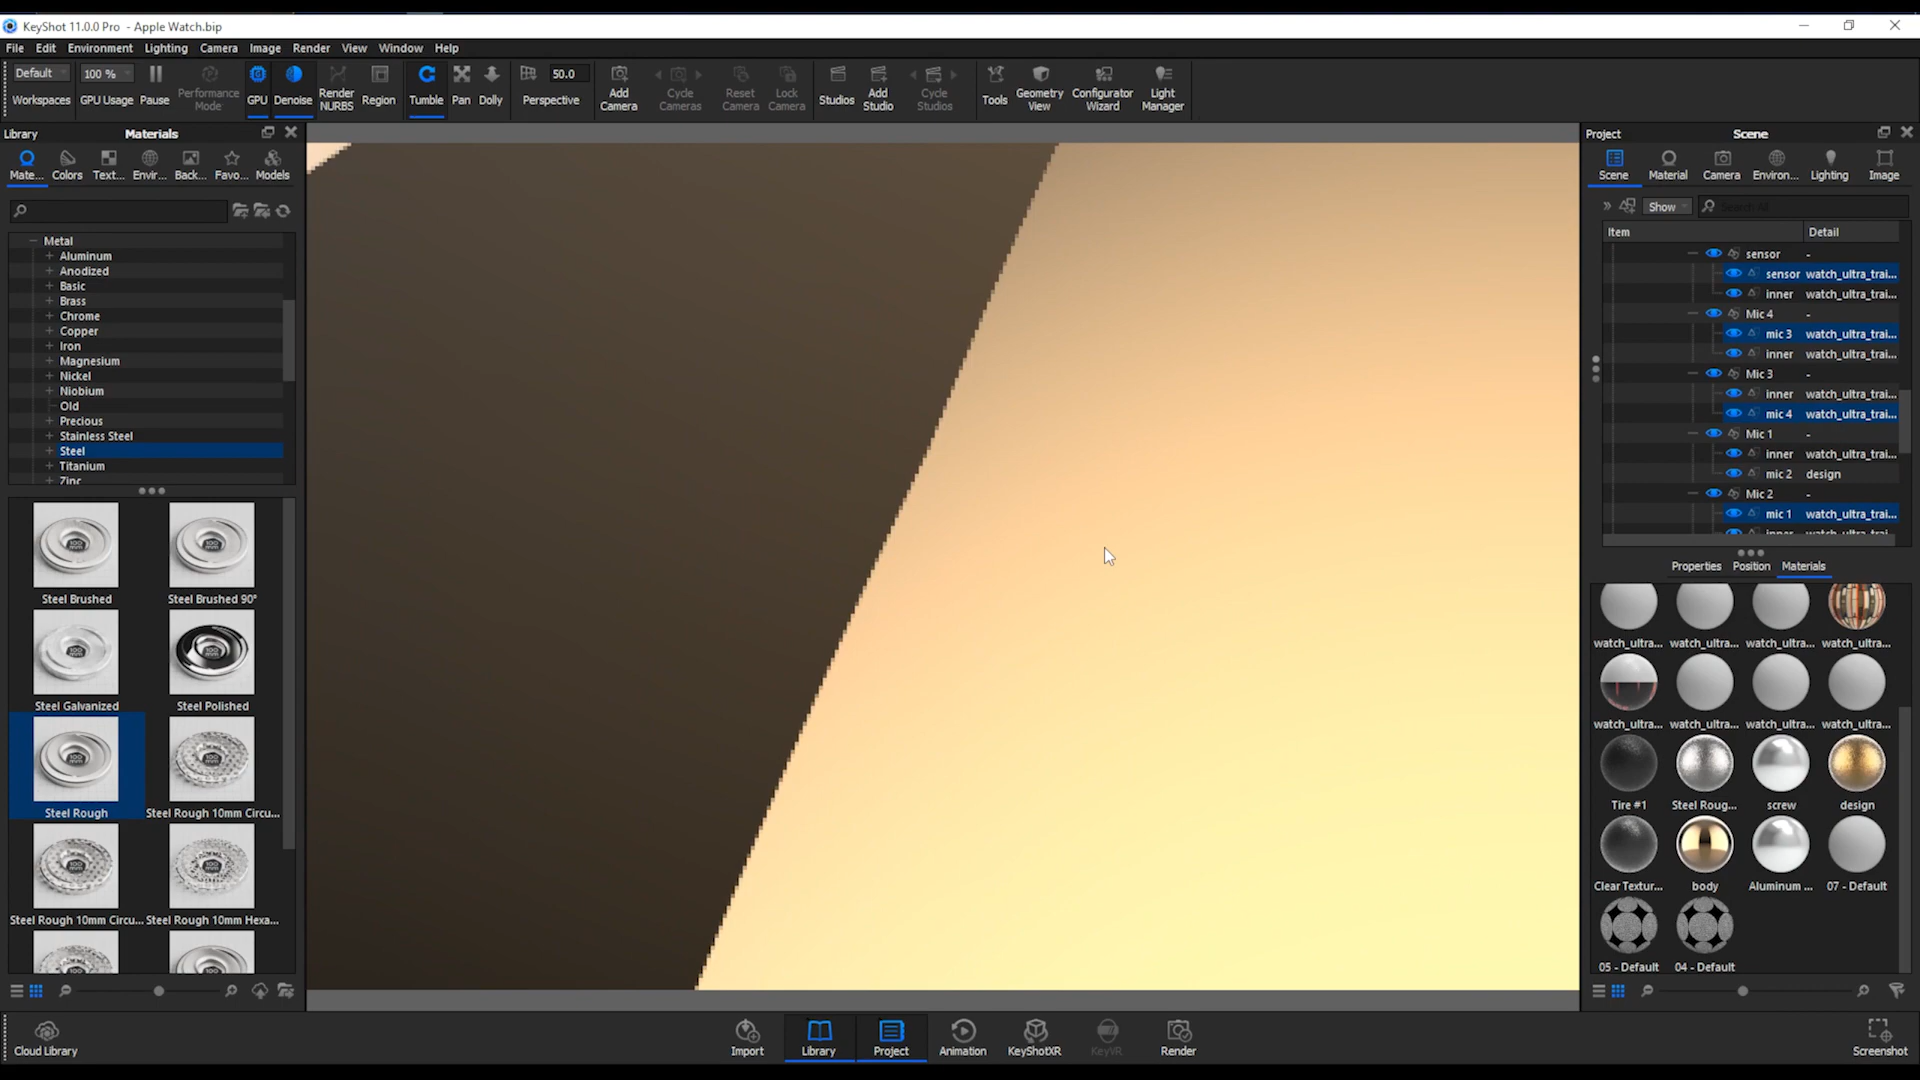 KeyShot 11.0.0 Pro - Apple Watch.bip
File Edit Environment Lighting Camera Image Render View Window Help
Default 100 % 50.0
Workspaces GPU Usage Pause Performance Mode GPU Denoise Render NURBS Region Tumble Pan Dolly Perspective Add Camera Cycle Cameras Reset Camera Lock Camera Studios Add Studio Cycle Studios Tools Geometry View Configurator Wizard Light Manager
Library Materials
Mate... Colors Text... Envir... Back... Favo... Models
Metal
Aluminum
Anodized
Basic
Brass
Chrome
Copper
Iron
Magnesium
Nickel
Niobium
Old
Precious
Stainless Steel
Steel
Titanium
Zinc
Steel Brushed Steel Brushed 90°
Steel Galvanized Steel Polished
Steel Rough Steel Rough 10mm Circu...
Steel Rough 10mm Circu... Steel Rough 10mm Hexa...
Project Scene
Scene Material Camera Environ... Lighting Image
Show Search All
Item Detail
sensor -
sensor watch_ultra_trai...
inner watch_ultra_trai...
Mic 4 -
mic 3 watch_ultra_trai...
inner watch_ultra_trai...
Mic 3 -
inner watch_ultra_trai...
mic 4 watch_ultra_trai...
Mic 1 -
inner watch_ultra_trai...
mic 2 design
Mic 2 -
mic 1 watch_ultra_trai...
inner watch_ultra_trai...
Properties Position Materials
watch_ultra... watch_ultra... watch_ultra... watch_ultra...
watch_ultra... watch_ultra... watch_ultra... watch_ultra...
Tire #1 Steel Roug... screw design
Clear Textur... body Aluminum ... 07 - Default
05 - Default 04 - Default
Cloud Library Import Library Project Animation KeyShotXR KeyVR Render Screenshot